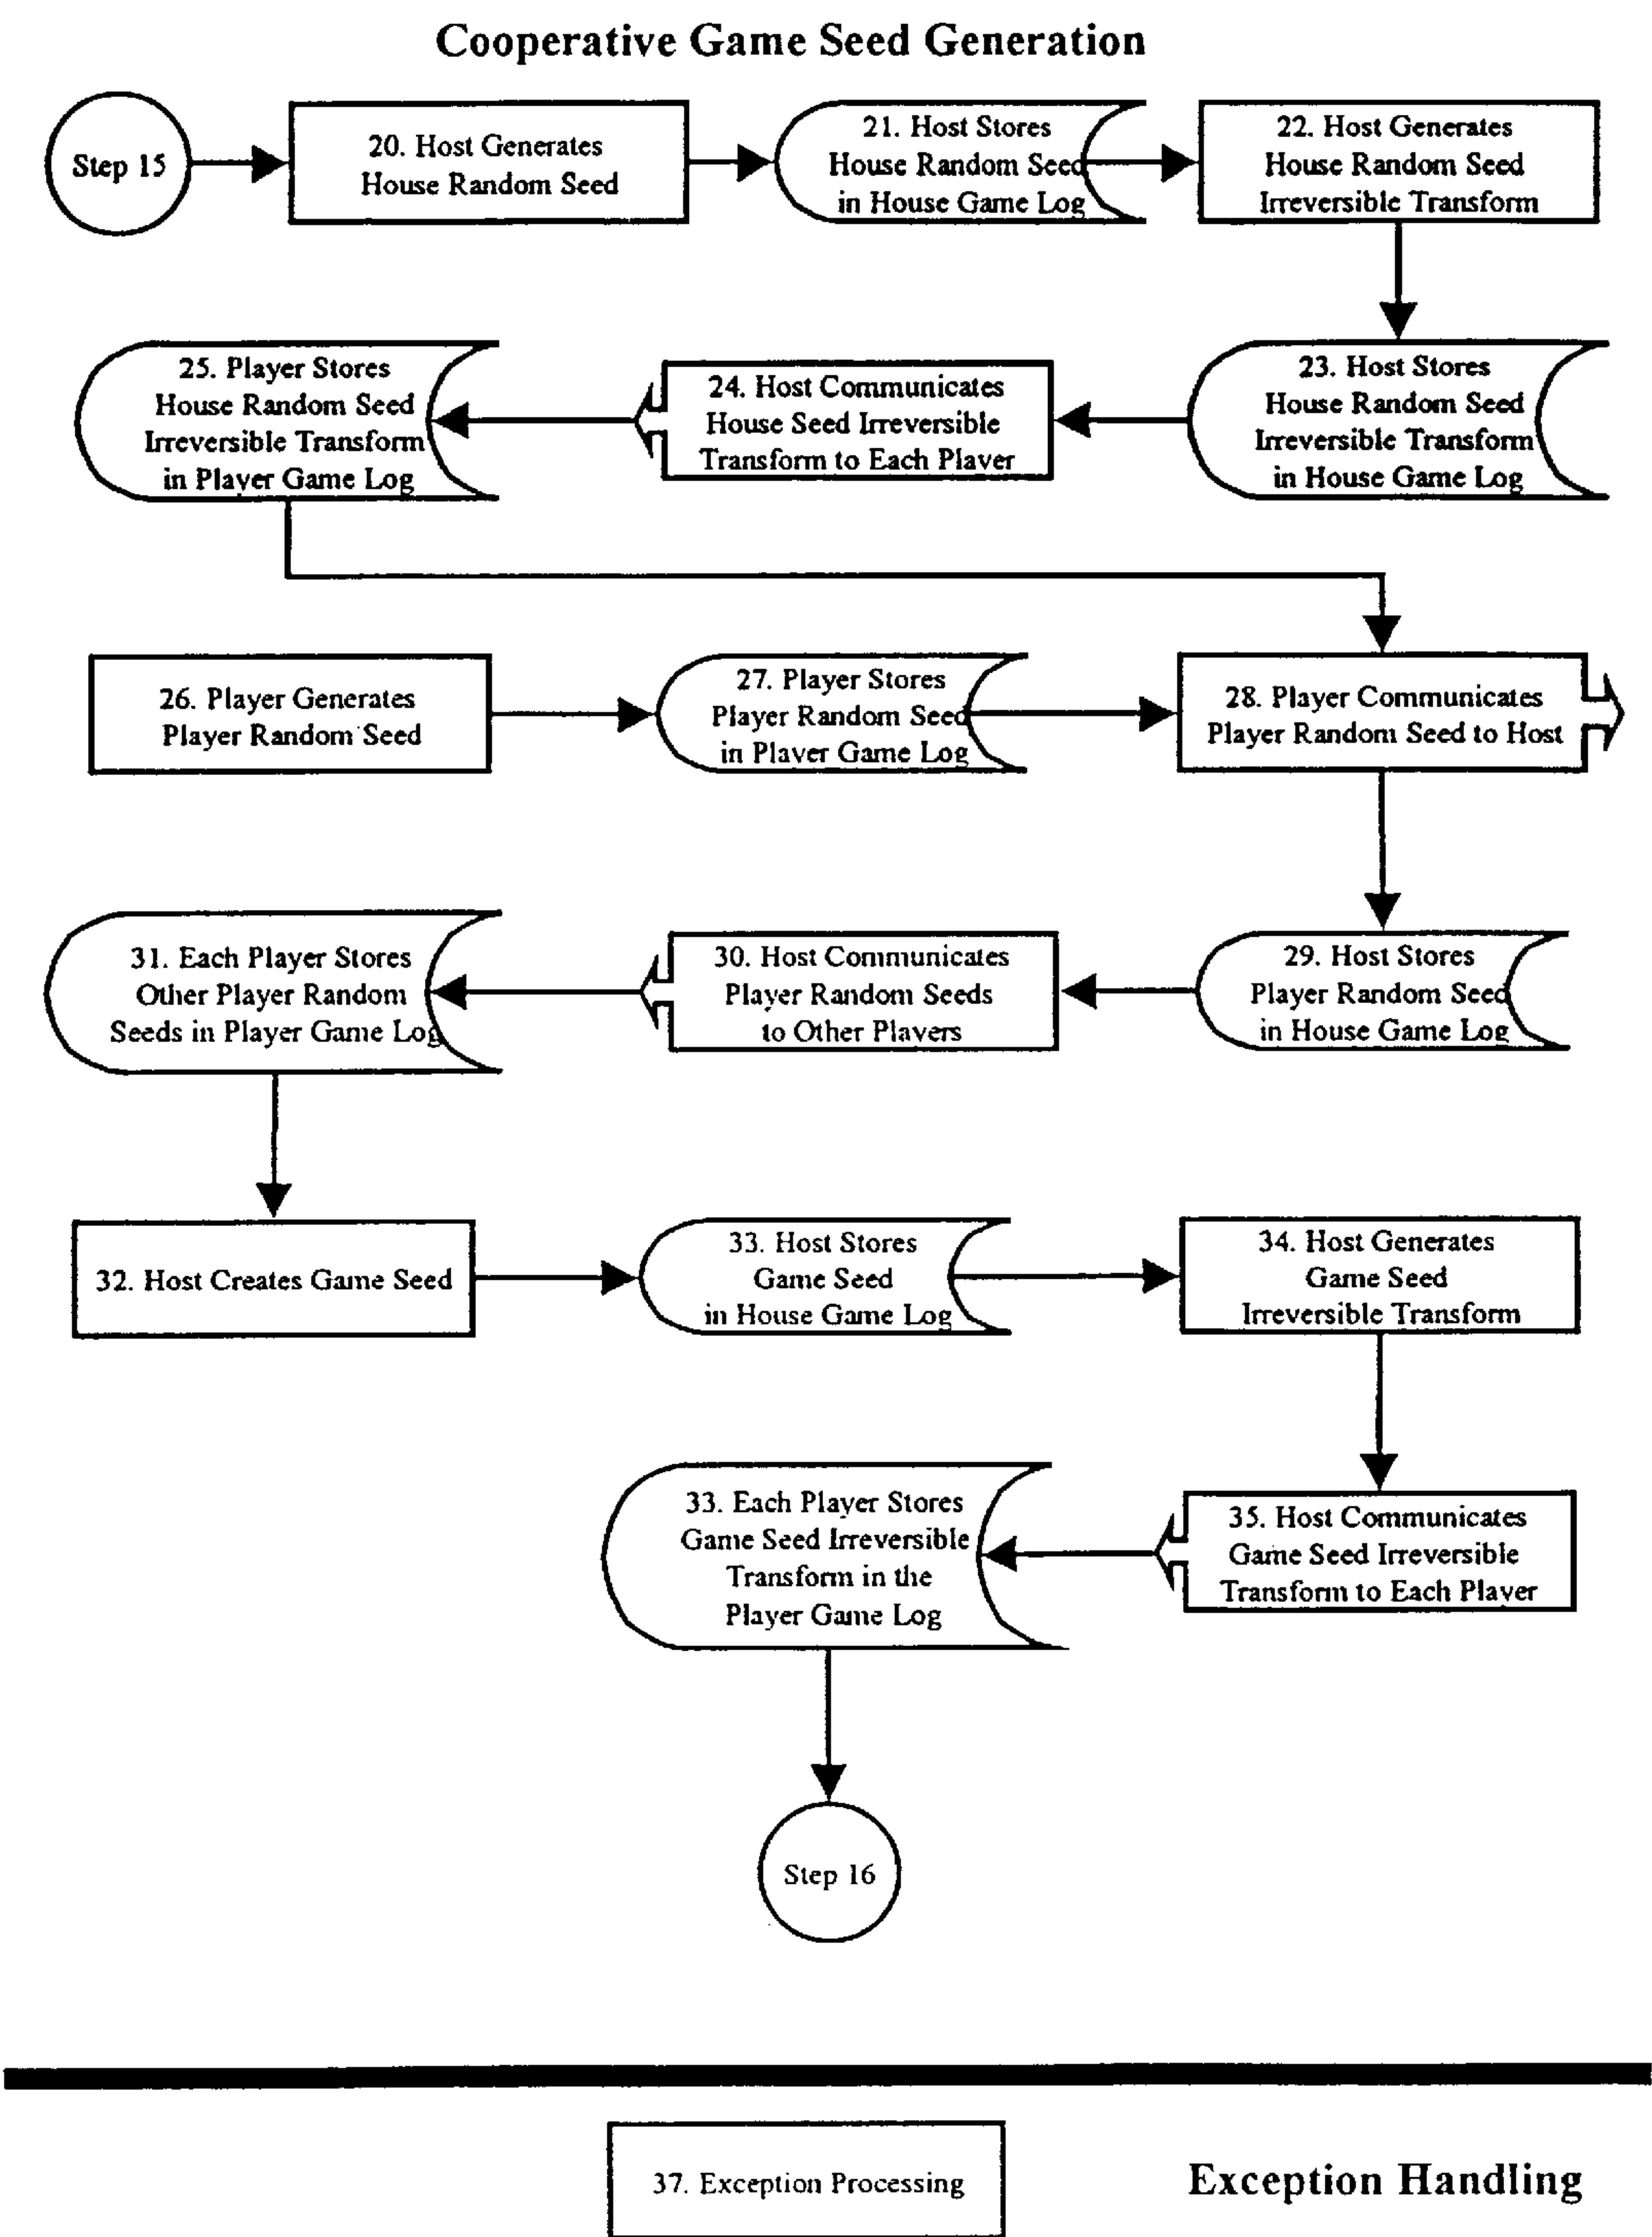 Cooperative Game Seed Generation
Step 15
20. Host Generates
House Random Seed
21. Host Stores
House Random Seed
in House Game Log
22. Host Generates
House Random Seed
Irreversible Transform
23. Host Stores
House Random Seed
Irreversible Transform
in House Game Log
24. Host Communicates
House Seed Irreversible
Transform to Each Player
25. Player Stores
House Random Seed
Irreversible Transform
in Player Game Log
26. Player Generates
Player Random Seed
27. Player Stores
Player Random Seed
in Player Game Log
28. Player Communicates
Player Random Seed to Host
29. Host Stores
Player Random Seed
in House Game Log
30. Host Communicates
Player Random Seeds
to Other Players
31. Each Player Stores
Other Player Random
Seeds in Player Game Log
32. Host Creates Game Seed
33. Host Stores
Game Seed
in House Game Log
34. Host Generates
Game Seed
Irreversible Transform
35. Host Communicates
Game Seed Irreversible
Transform to Each Player
33. Each Player Stores
Game Seed Irreversible
Transform in the
Player Game Log
Step 16
37. Exception Processing
Exception Handling